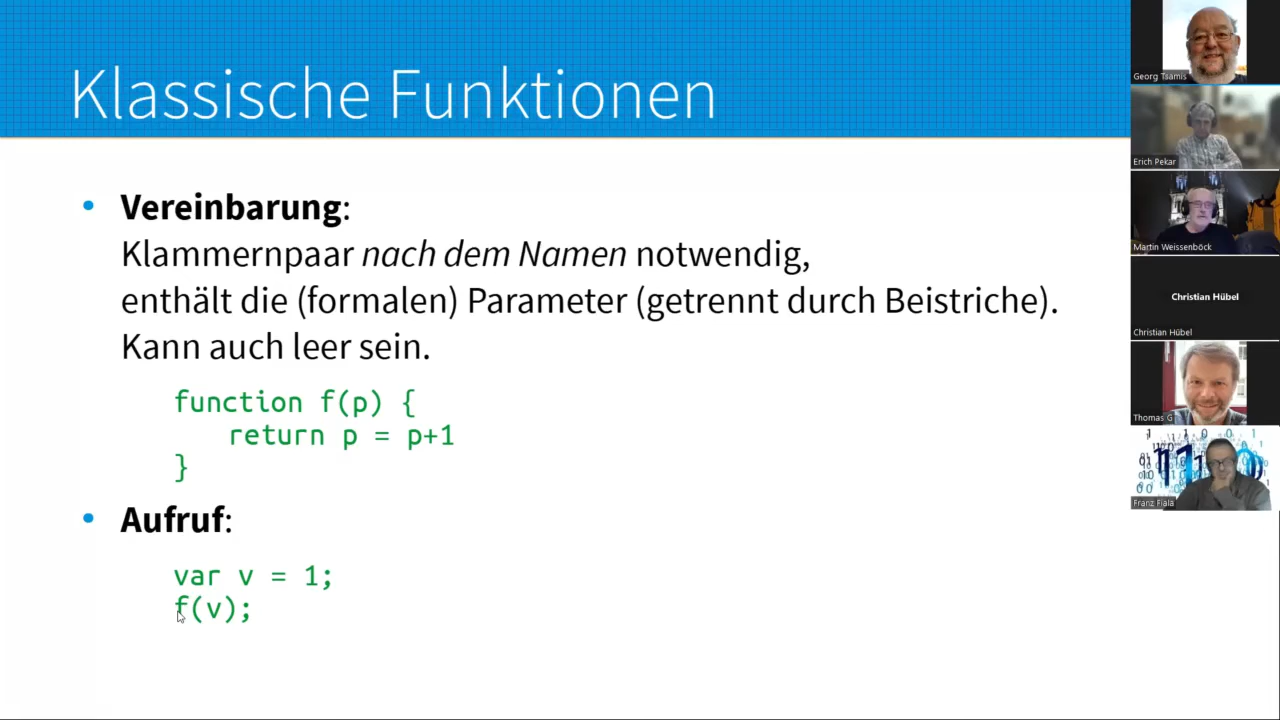 Klassische Funktionen
• Vereinbarung:
Klammernpaar nach dem Namen notwendig,
enthält die (formalen) Parameter (getrennt durch Beistriche).
Kann auch leer sein.
function f(p) {
return p = p+1
}
• Aufruf:
var v = 1;
f(v);
Georg Tsamis
Erich Pekar
Martin Weissenböck
Christian Hübel
Christian Hübel
Thomas G
Franz Fiala